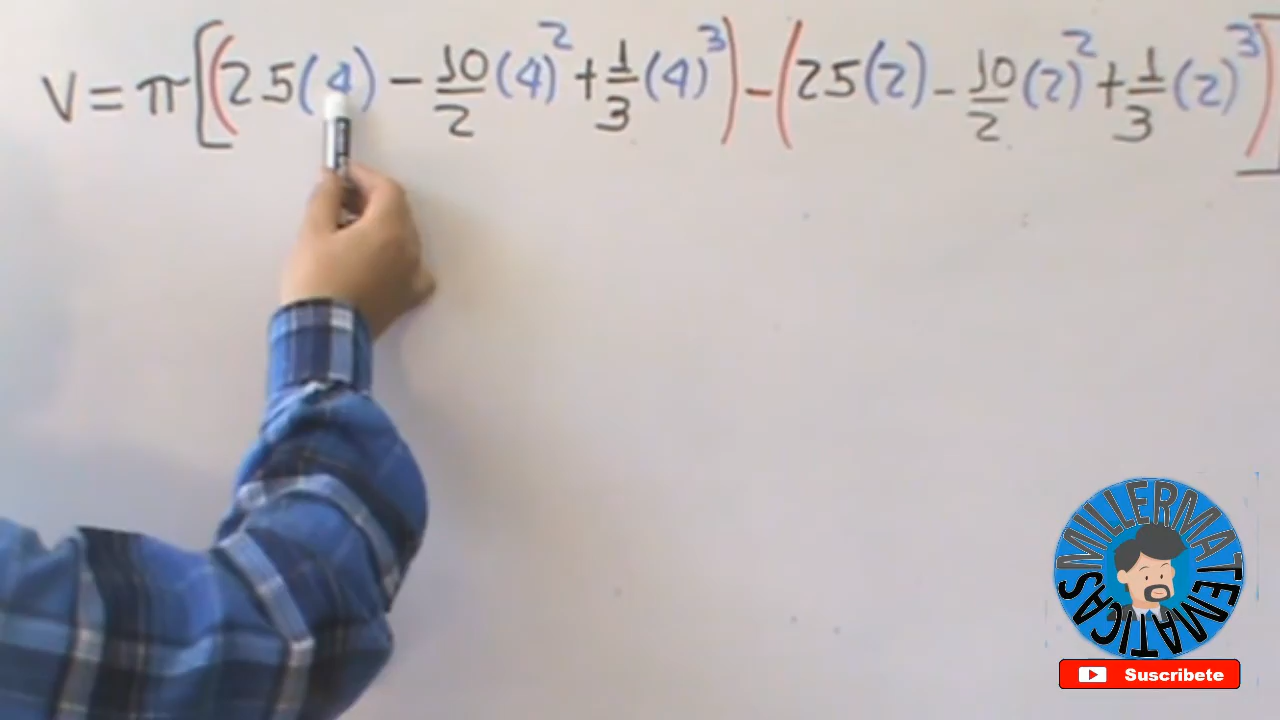 V = π[(25(4) - 10/2 (4)² + 1/3 (4)³) - (25(2) - 10/2 (2)² + 1/3 (2)³)]
MILLERMATEMATICAS
Suscribete